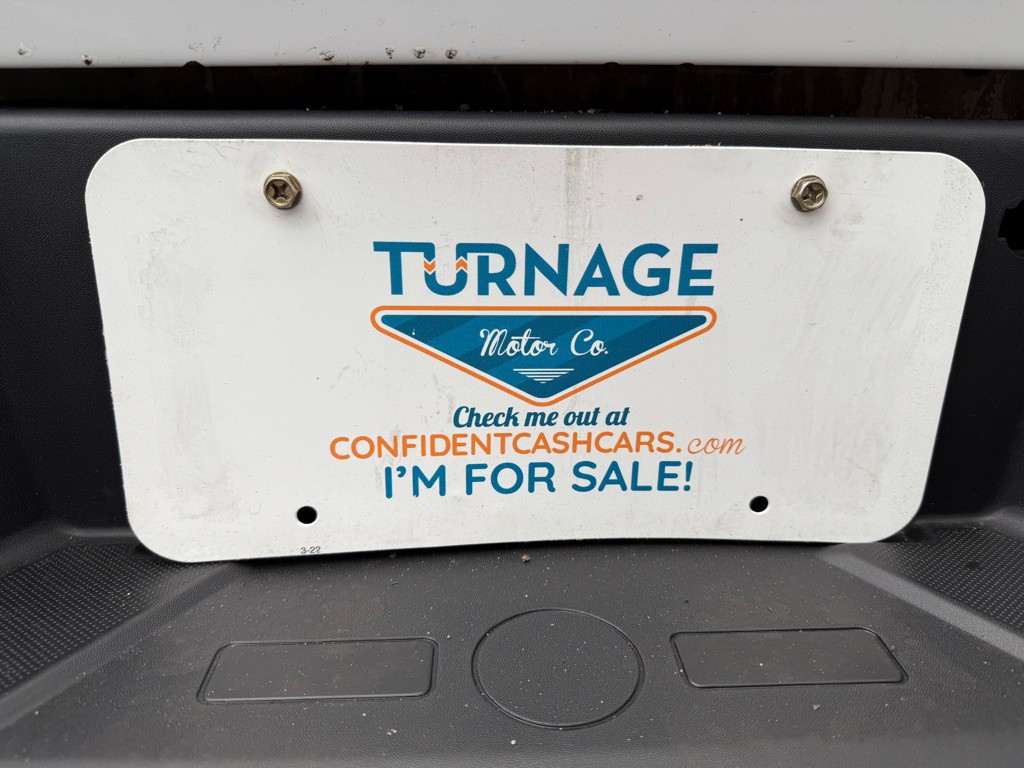 TURNAGE
Motor Co.
Check me out at
CONFIDENTCASHCARS.com
I'M FOR SALE!
3-22